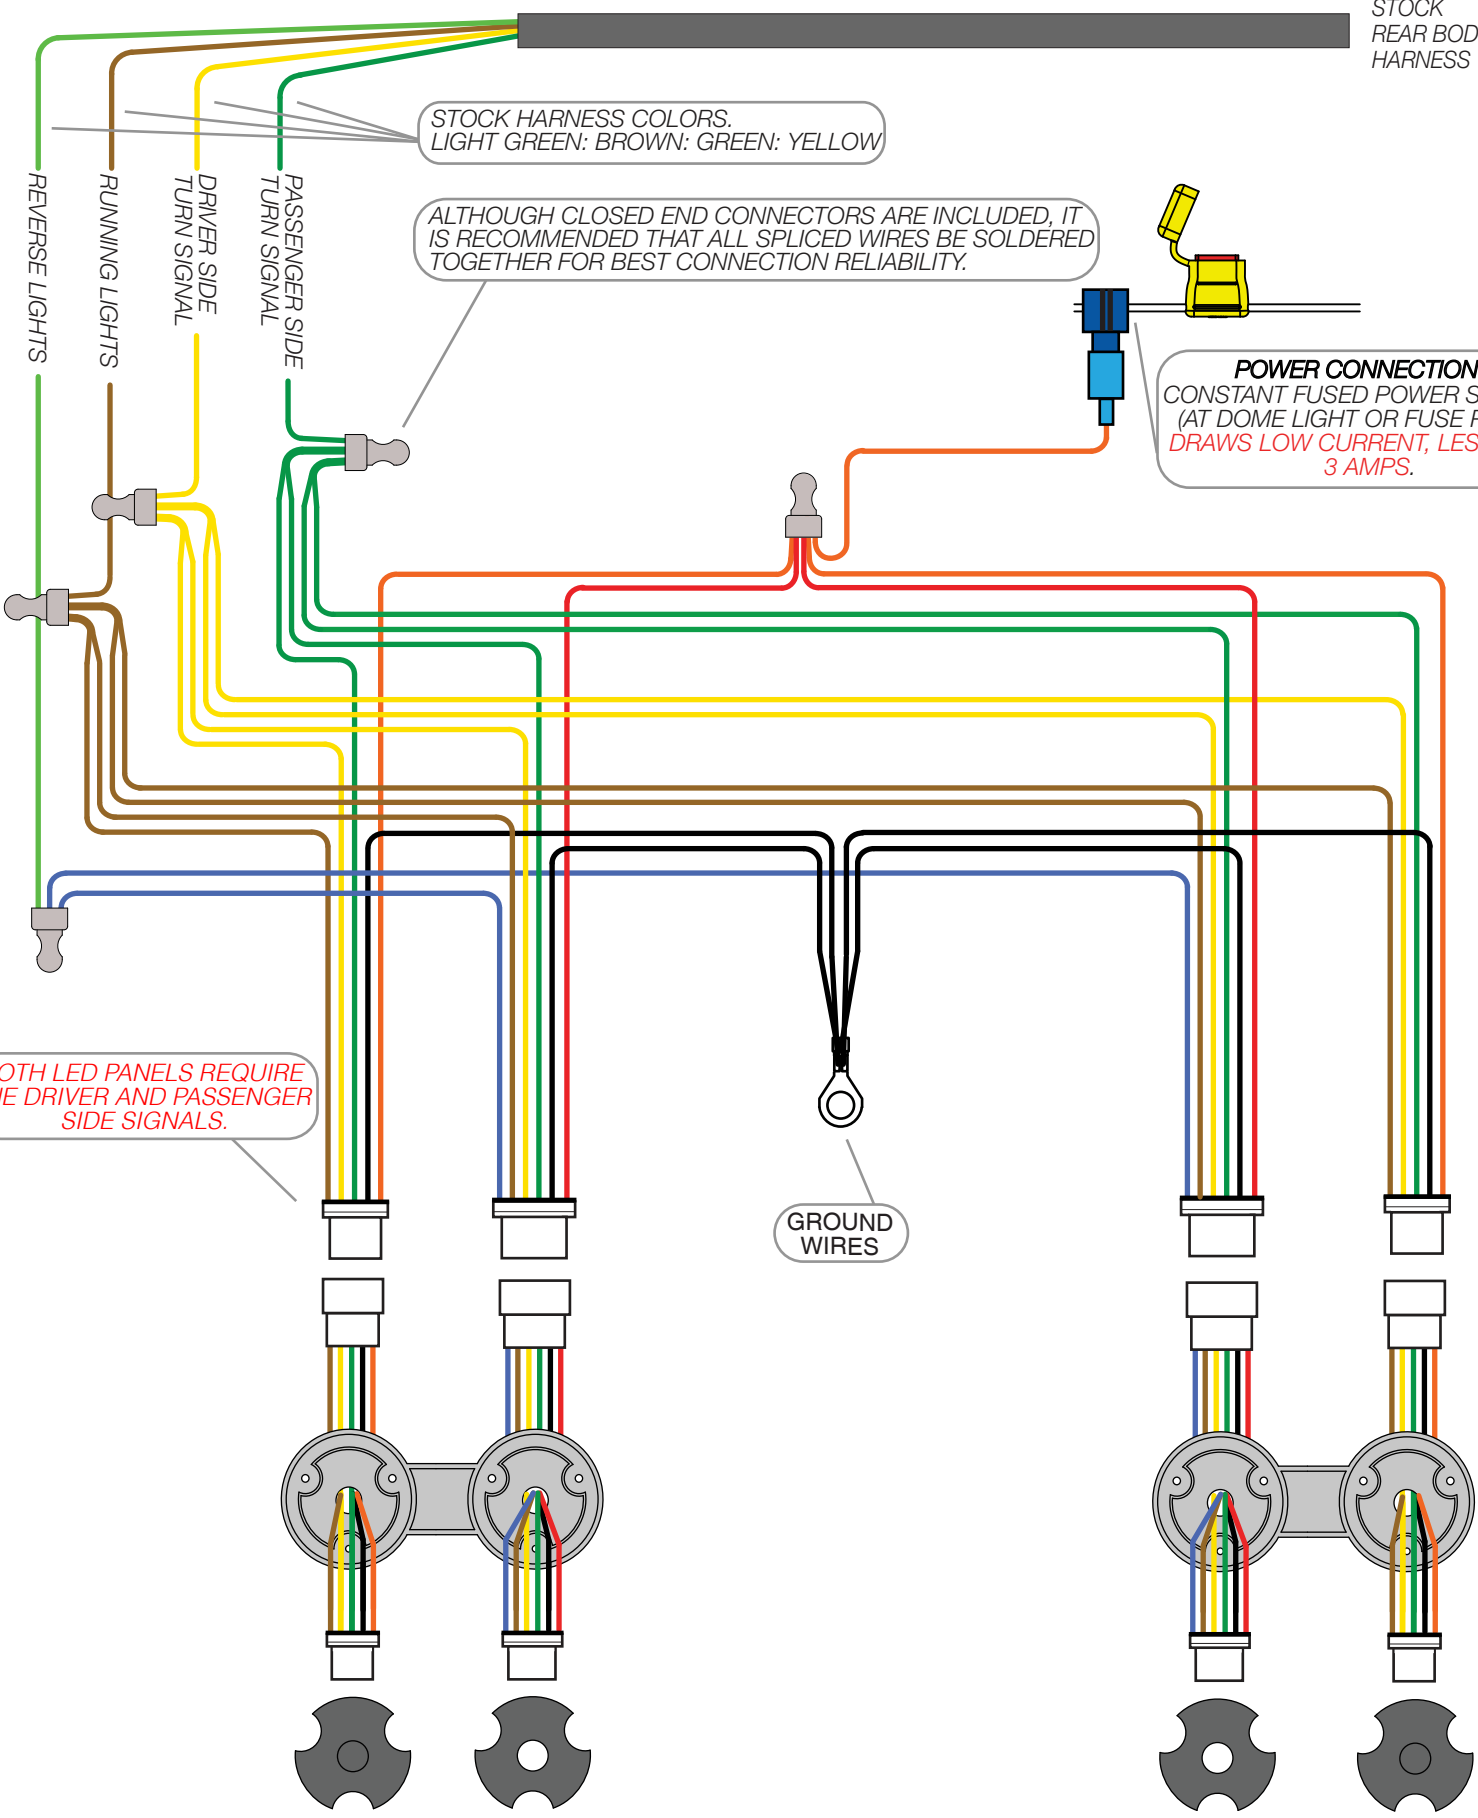 STOCK
REAR BOD
HARNESS
STOCK HARNESS COLORS.
LIGHT GREEN: BROWN: GREEN: YELLOW
REVERSE LIGHTS
RUNNING LIGHTS
DRIVER SIDE
TURN SIGNAL
PASSENGER SIDE
TURN SIGNAL
ALTHOUGH CLOSED END CONNECTORS ARE INCLUDED, IT
IS RECOMMENDED THAT ALL SPLICED WIRES BE SOLDERED
TOGETHER FOR BEST CONNECTION RELIABILITY.
POWER CONNECTION
CONSTANT FUSED POWER S
(AT DOME LIGHT OR FUSE P
DRAWS LOW CURRENT, LES
3 AMPS.
OTH LED PANELS REQUIRE
E DRIVER AND PASSENGER
SIDE SIGNALS.
GROUND
WIRES